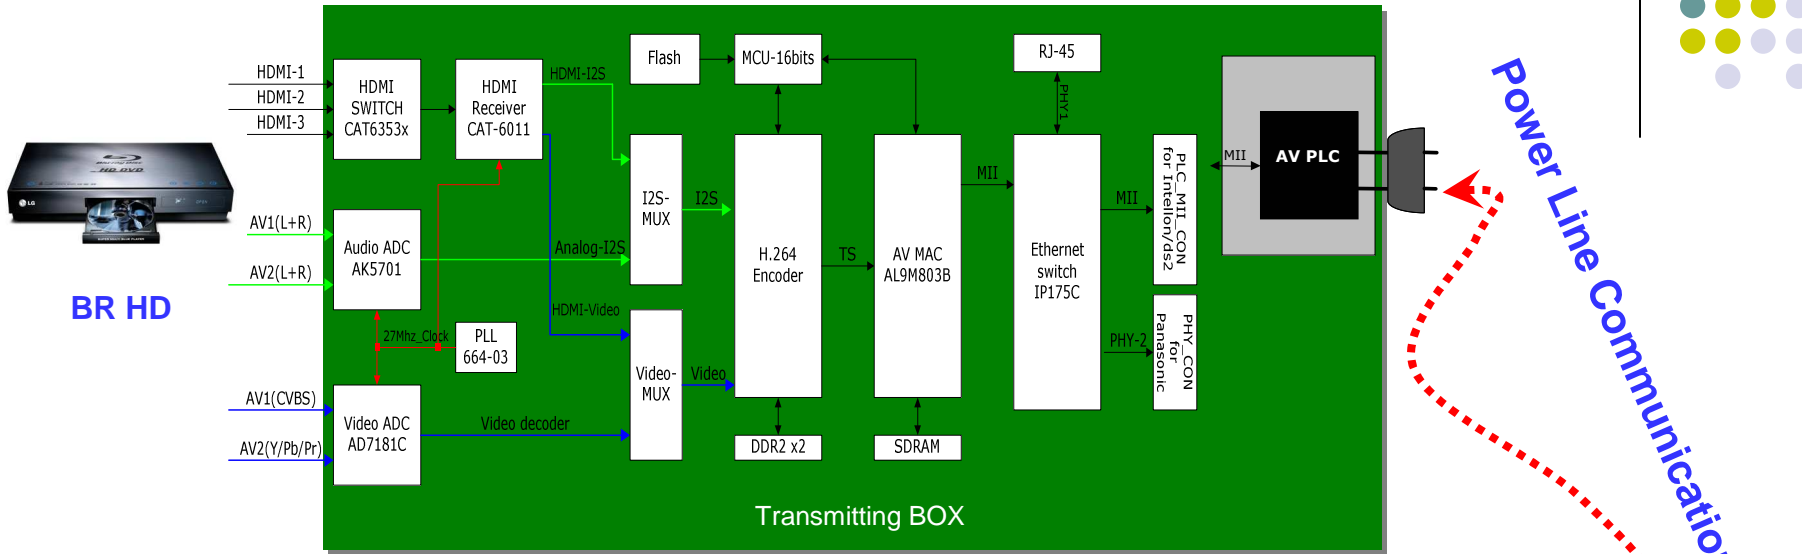 HDMI-1
HDMI-2
HDMI-3
HDMI
SWITCH
CAT6353x
HDMI
Receiver
CAT-6011
HDMI-I2S
Flash
MCU-16bits
RJ-45
PHY1
HD DVD
LG
BR HD
AV1(L+R)
AV2(L+R)
Audio ADC
AK5701
Analog-I2S
I2S-
MUX
I2S
HDMI-Video
27Mhz_Clock
PLL
664-03
AV1(CVBS)
AV2(Y/Pb/Pr)
Video ADC
AD7181C
Video decoder
Video-
MUX
Video
H.264
Encoder
DDR2 x2
TS
AV MAC
AL9M803B
SDRAM
MII
Ethernet
switch
IP175C
MII
PHY-2
PLC_MII_CON
for Intellon/ds2
PHY_CON
for
Panasonic
MII
AV PLC
Transmitting BOX
Power Line Communication